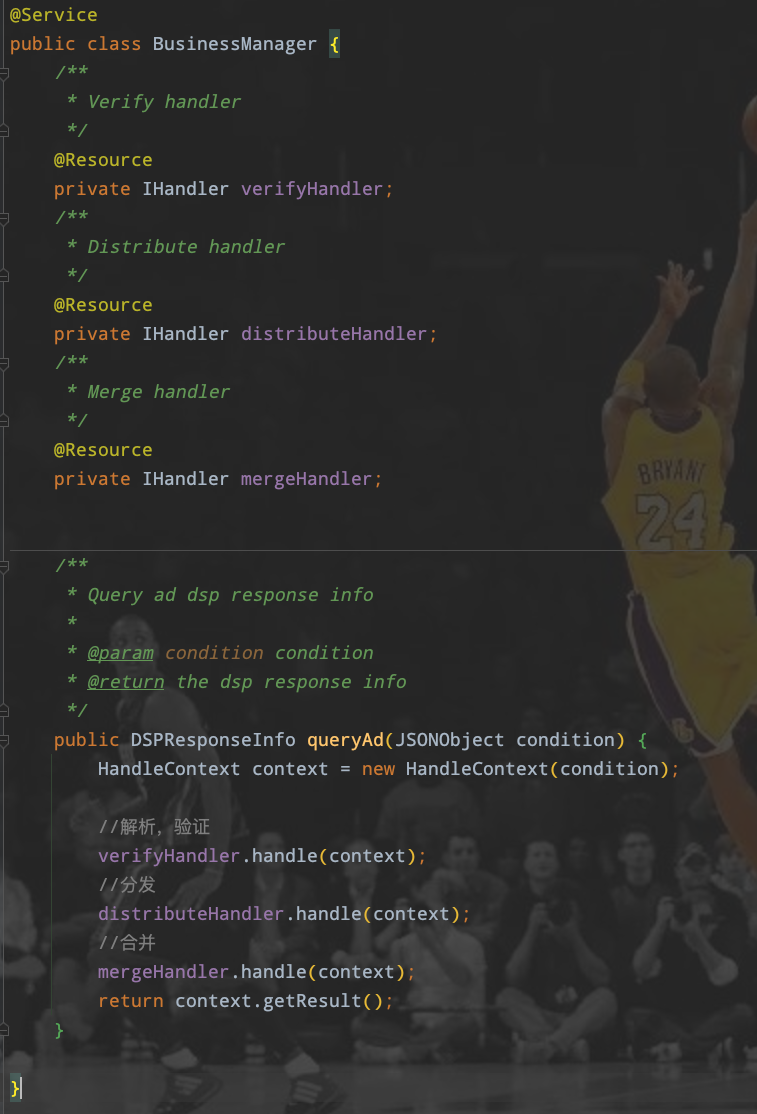 @Service
public class BusinessManager {
/**
* Verify handler
*/
@Resource
private IHandler verifyHandler;
/**
* Distribute handler
*/
@Resource
private IHandler distributeHandler;
/**
* Merge handler
*/
@Resource
private IHandler mergeHandler;
/**
* Query ad dsp response info
*
* @param condition condition
* @return the dsp response info
*/
public DSPResponseInfo queryAd(JSONObject condition) {
HandleContext context = new HandleContext(condition);
//解析，验证
verifyHandler.handle(context);
//分发
distributeHandler.handle(context);
//合并
mergeHandler.handle(context);
return context.getResult();
}
}
BRYANT
24